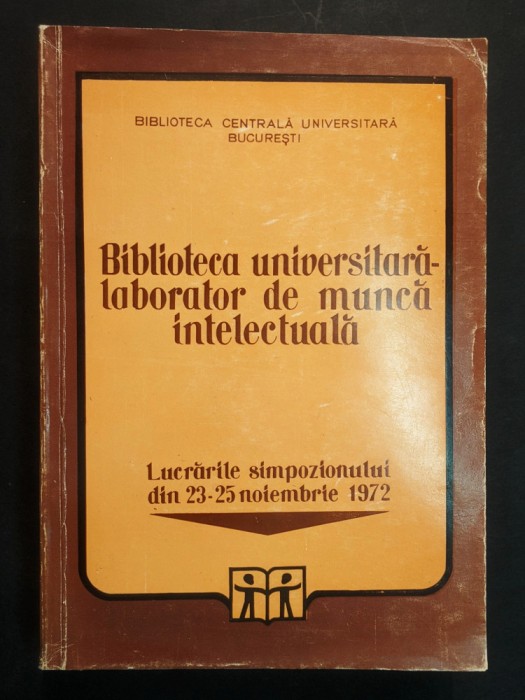 BIBLIOTECA CENTRALĂ UNIVERSITARĂ
BUCUREȘTI
Biblioteca universitară-
laborator de muncă
intelectuală
Lucrările simpozionului
din 23-25 noiembrie 1972